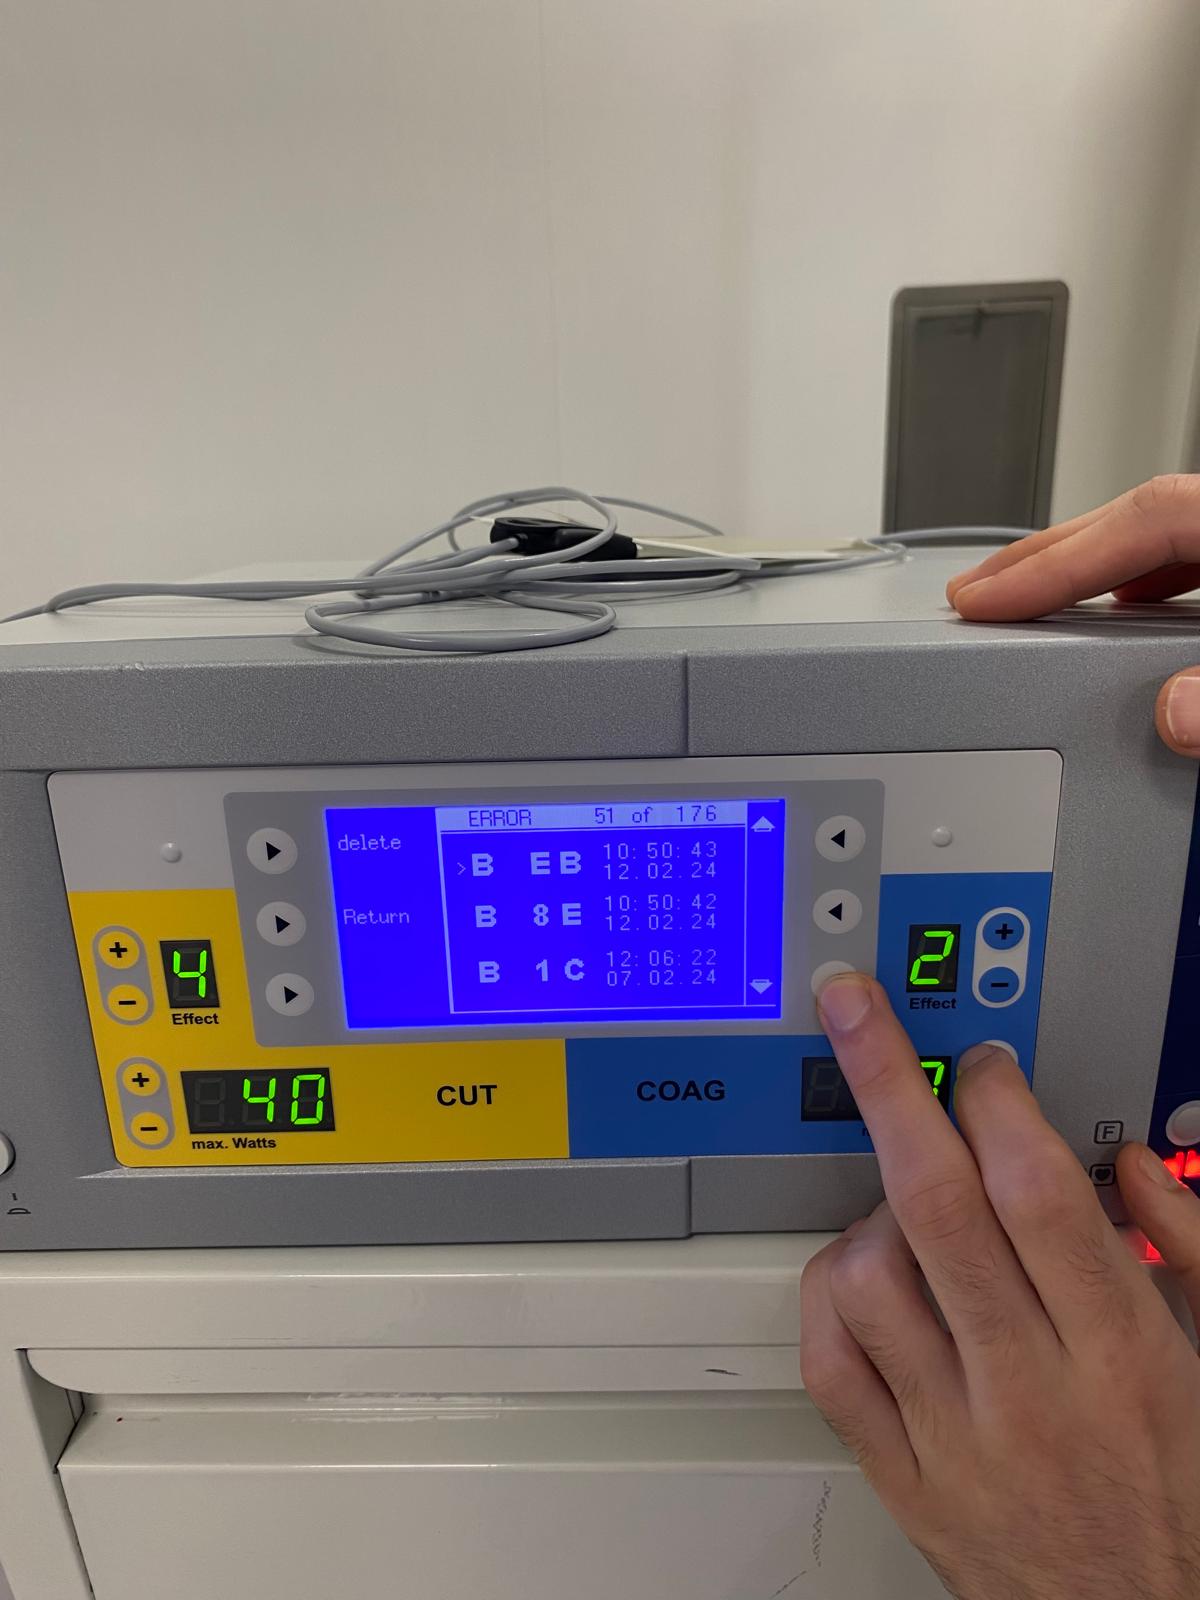 ERROR 51 of 176
delete
>B EB 10:50:43
12.02.24
Return
B 8E 10:50:42
12.02.24
B 1C 12:06:22
07.02.24
+
-
4
Effect
+
-
2
Effect
+
-
40
max. Watts
CUT
COAG
F